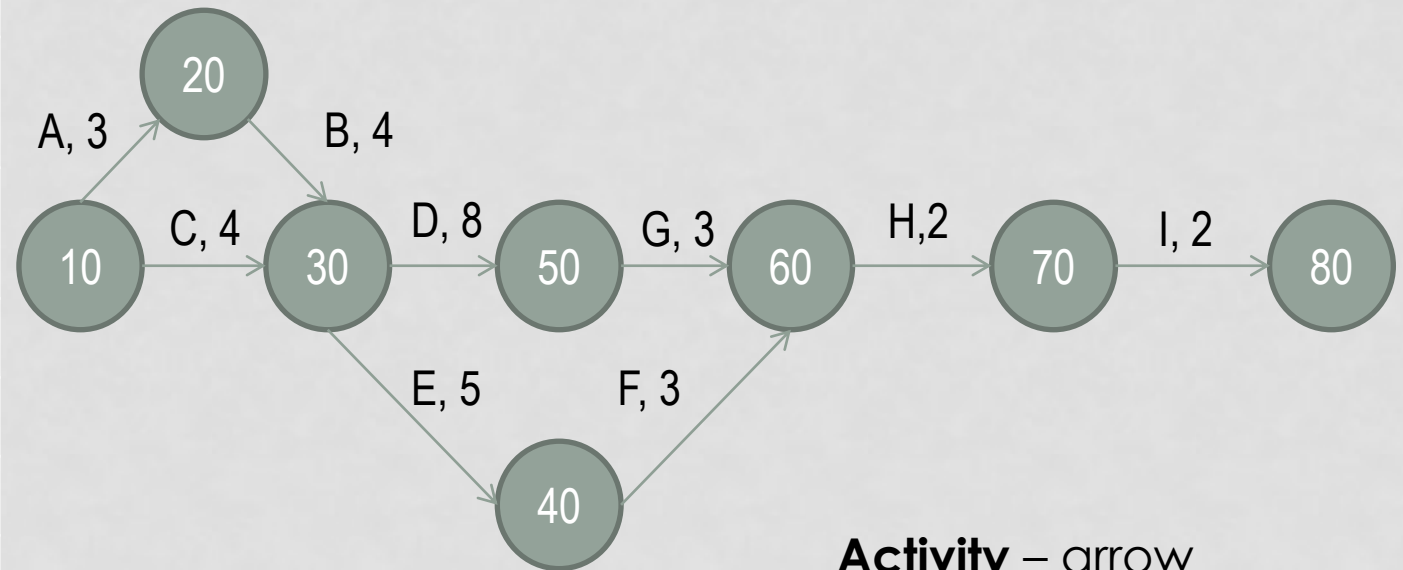 20
A, 3
B, 4
C, 4
D, 8
G, 3
H,2
I, 2
10
30
50
60
70
80
E, 5
F, 3
40
Activity – arrow